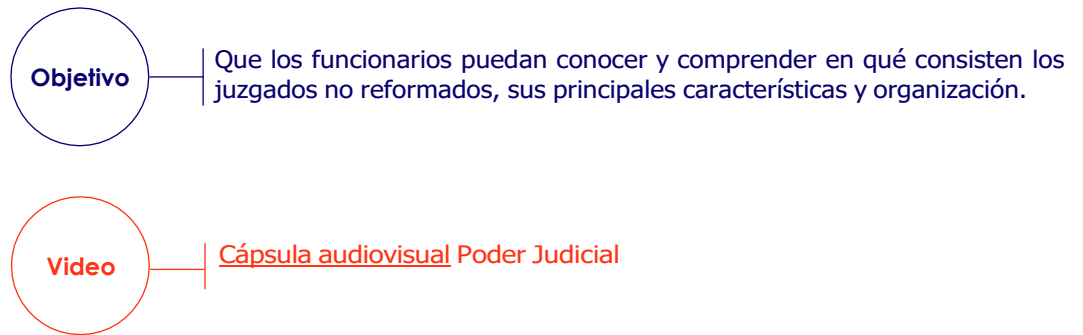 Objetivo
Que los funcionarios puedan conocer y comprender en qué consisten los
juzgados no reformados, sus principales características y organización.
Video
Cápsula audiovisual Poder Judicial